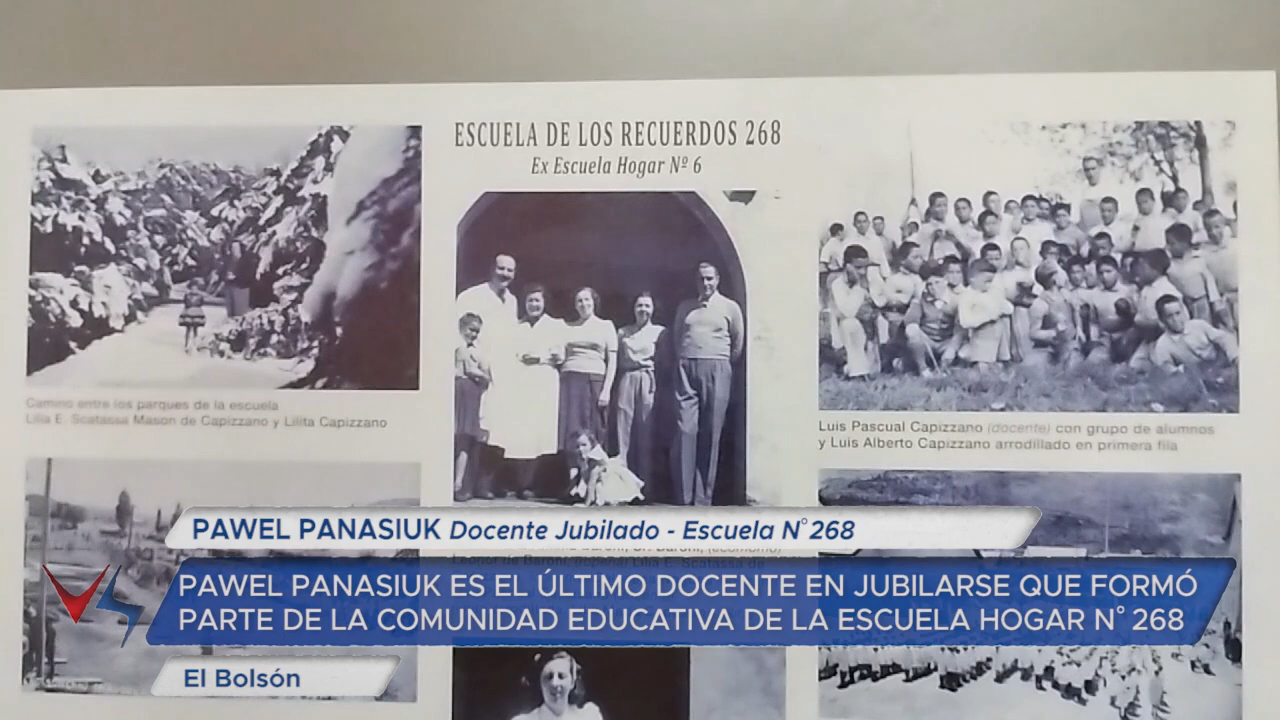 ESCUELA DE LOS RECUERDOS 268
Ex Escuela Hogar Nº 6
Camino entre los parques de la escuela
Lilia E. Scatassa Mason de Capizzano y Lilita Capizzano
Luis Pascual Capizzano (docente) con grupo de alumnos
y Luis Alberto Capizzano arrodillado en primera fila
PAWEL PANASIUK Docente Jubilado - Escuela N°268
PAWEL PANASIUK ES EL ÚLTIMO DOCENTE EN JUBILARSE QUE FORMÓ
PARTE DE LA COMUNIDAD EDUCATIVA DE LA ESCUELA HOGAR N° 268
El Bolsón